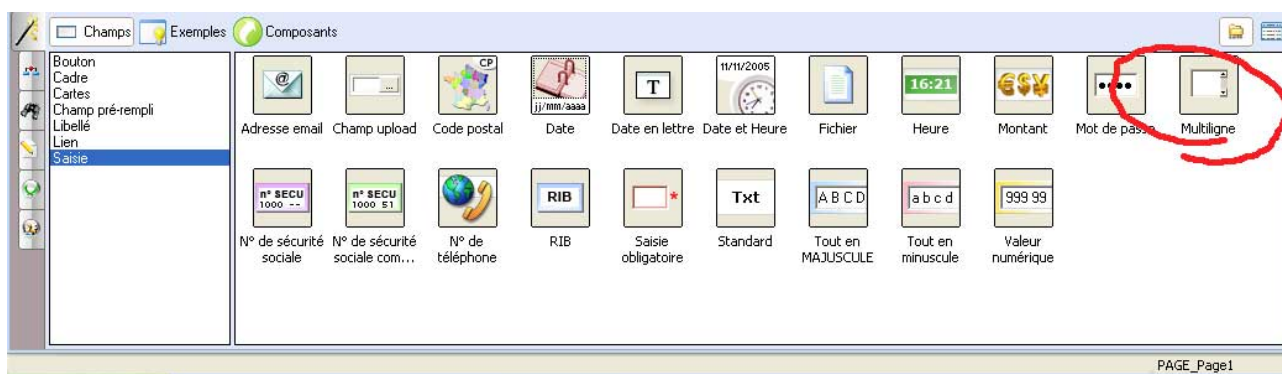 Champs Exemples Composants
Bouton
Cadre
Cartes
Champ pré-rempli
Libellé
Lien
Saisie
@ ... CP jj/mm/aaaa T 11/11/2005 16:21 €$¥
Adresse email Champ upload Code postal Date Date en lettre Date et Heure Fichier Heure Montant Mot de passe Multiligne
n° SECU
1000 --
n° SECU
1000 51
RIB * Txt A B C D a b c d 999 99
N° de sécurité
sociale
N° de sécurité
sociale com...
N° de
téléphone
RIB
Saisie
obligatoire
Standard
Tout en
MAJUSCULE
Tout en
minuscule
Valeur
numérique
PAGE_Page1